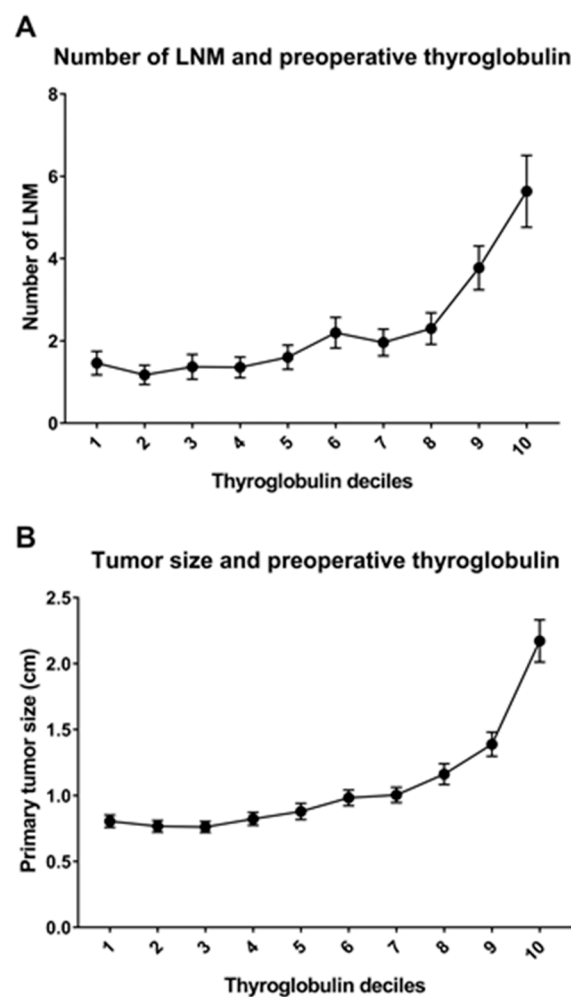 A
Number of LNM and preoperative thyroglobulin
8
6
4
2
0
Number of LNM
1 2 3 4 5 6 7 8 9 10
Thyroglobulin deciles
B
Tumor size and preoperative thyroglobulin
2.5
2.0
1.5
1.0
0.5
0.0
Primary tumor size (cm)
1 2 3 4 5 6 7 8 9 10
Thyroglobulin deciles